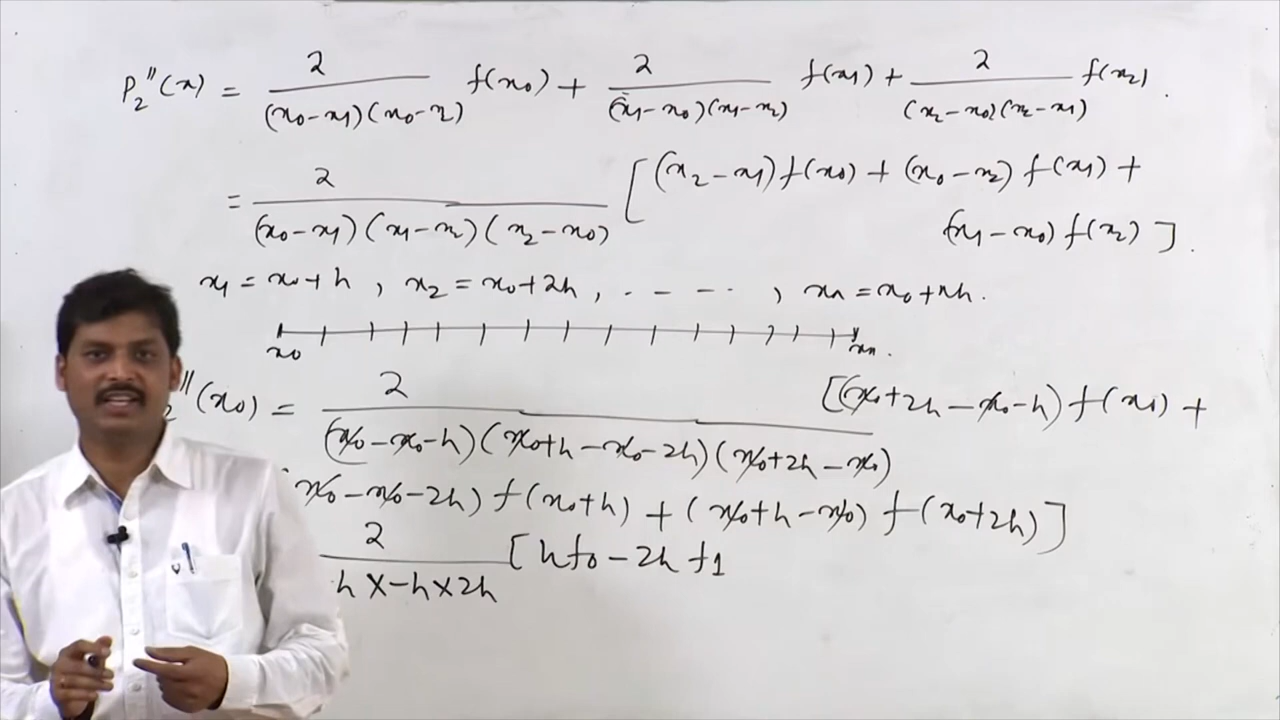 P₂''(x) = 2/((x₀-x₁)(x₀-x₂)) f(x₀) + 2/((x₁-x₀)(x₁-x₂)) f(x₁) + 2/((x₂-x₀)(x₂-x₁)) f(x₂).
= 2/((x₀-x₁)(x₁-x₂)(x₂-x₀)) [(x₂-x₁)f(x₀) + (x₀-x₂)f(x₁) +
(x₁-x₀)f(x₂)].
x₁ = x₀+h, x₂ = x₀+2h, . - - - ., xₙ = x₀+nh.
x₀ xₙ.
₂''(x₀) = 2/((x₀-x₀-h)(x₀+h-x₀-2h)(x₀+2h-x₀)) [(x₀+2h-x₀-h)f(x₀) +
x₀-x₀-2h)f(x₀+h) + (x₀+h-x₀)f(x₀+2h)]
2/(h×-h×2h) [hf₀-2hf1